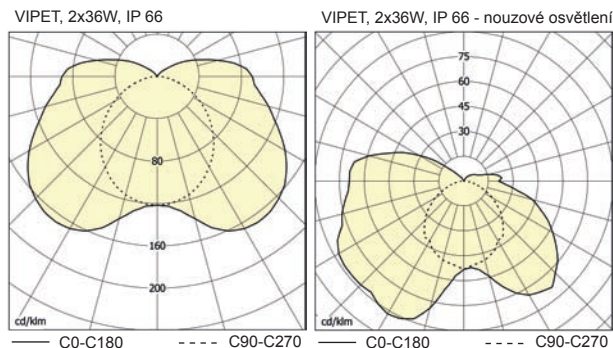 VIPET, 2x36W, IP 66
80
160
200
cd/klm
C0-C180
C90-C270
VIPET, 2x36W, IP 66 - nouzové osvětlení
75
60
45
30
cd/klm
C0-C180
C90-C270